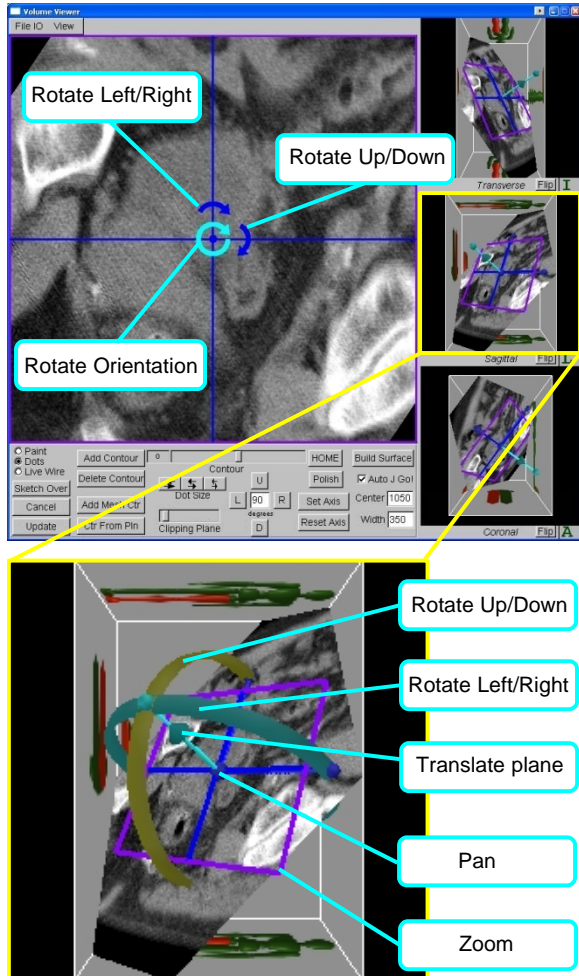 Volume Viewer
File IO View
Rotate Left/Right
Rotate Up/Down
Rotate Orientation
Transverse Flip I
Sagittal Flip L
Coronal Flip A
Paint
Dots
Live Wire
Sketch Over
Cancel
Update
Add Contour
Delete Contour
Add Mesh Ctr
Ctr From Pln
0
Contour
Dot Size
Clipping Plane
U
L 90 R
degrees
D
HOME
Polish
Set Axis
Reset Axis
Build Surface
Auto J Go!
Center 1050
Width 350
Rotate Up/Down
Rotate Left/Right
Translate plane
Pan
Zoom